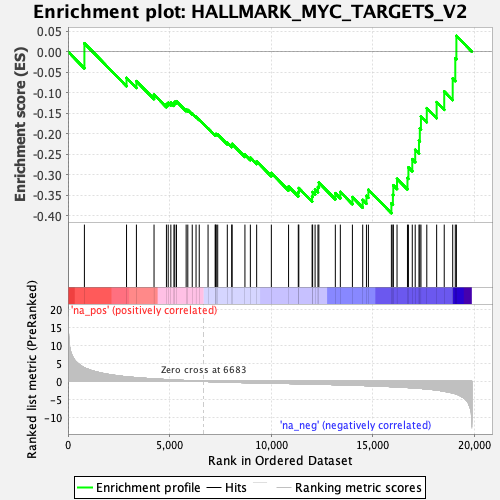 Enrichment plot: HALLMARK_MYC_TARGETS_V2
Enrichment score (ES)
0.05
0.00
-0.05
-0.10
-0.15
-0.20
-0.25
-0.30
-0.35
-0.40
Ranked list metric (PreRanked)
'na_pos' (positively correlated)
20
15
10
5
0
-5
-10
Zero cross at 6683
'na_neg' (negatively correlated)
0 5,000 10,000 15,000 20,000
Rank in Ordered Dataset
Enrichment profile Hits Ranking metric scores